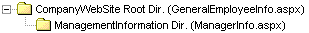 CompanyWebSite Root Dir. (GeneralEmployeeInfo.aspx)
ManagementInformation Dir. (ManagerInfo.aspx)